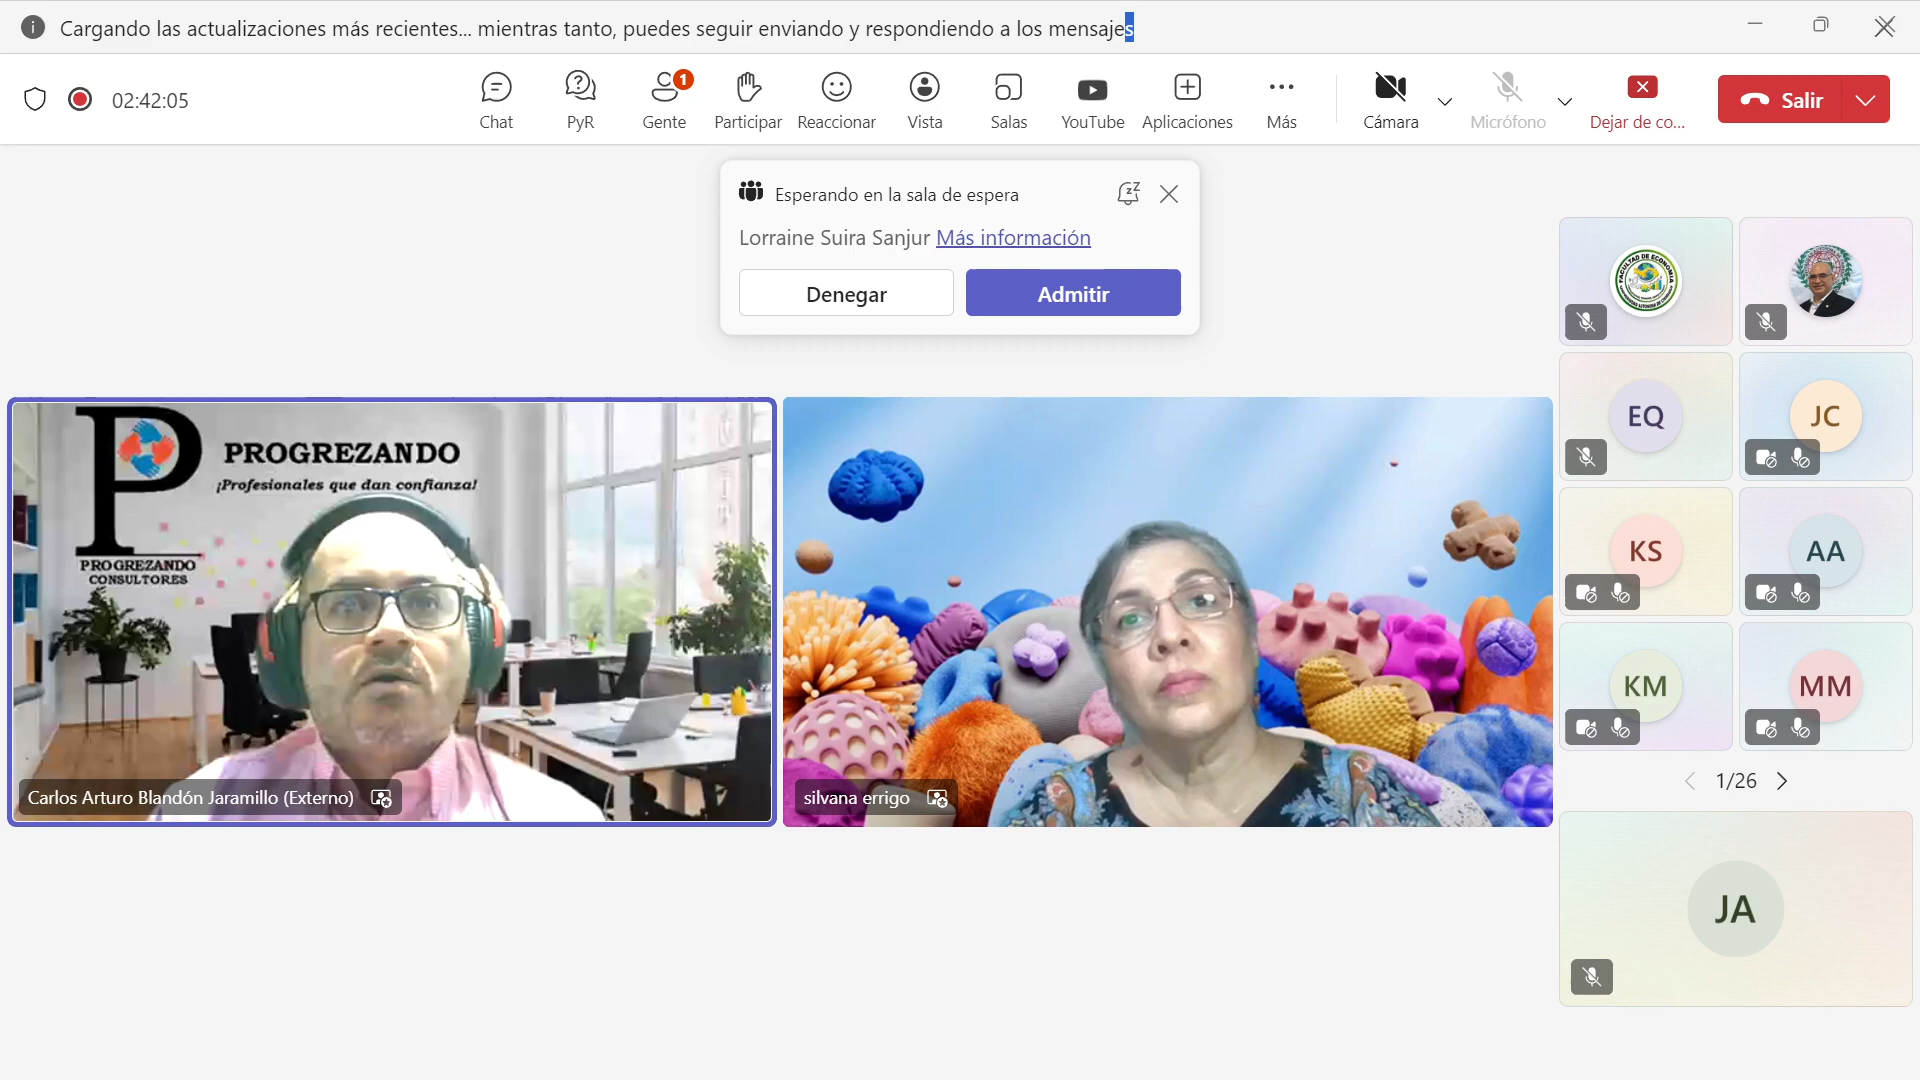 Cargando las actualizaciones más recientes... mientras tanto, puedes seguir enviando y respondiendo a los mensajes
02:42:05
Chat
PyR
1
Gente
Participar
Reaccionar
Vista
Salas
YouTube
Aplicaciones
Más
Cámara
Micrófono
Dejar de co...
Salir
Esperando en la sala de espera
Lorraine Suira Sanjur Más información
Denegar
Admitir
PROGREZANDO
¡Profesionales que dan confianza!
P
PROGREZANDO
CONSULTORES
Carlos Arturo Blandón Jaramillo (Externo)
silvana errigo
FACULTAD DE ECONOMIA
EQ
JC
KS
AA
KM
MM
1/26
JA